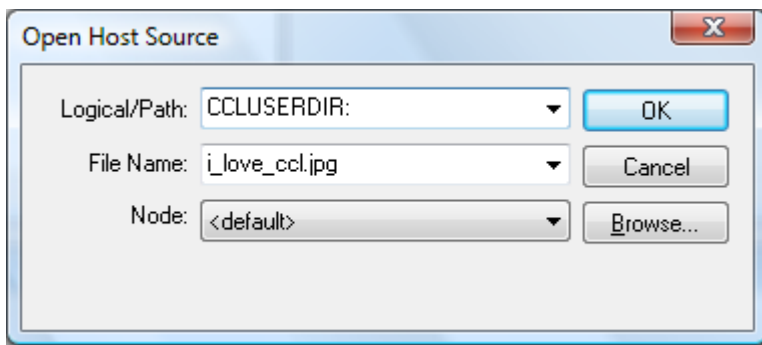 Open Host Source
Logical/Path: CCLUSERDIR: OK
File Name: i_love_ccl.jpg Cancel
Node: <default> Browse...